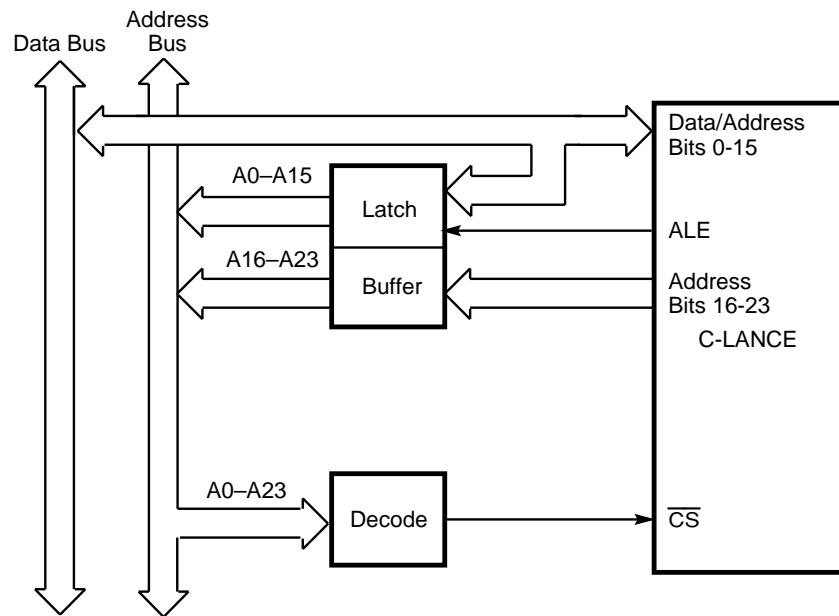 Address
Bus
Data Bus
Data/Address
Bits 0-15
A0–A15
Latch
ALE
A16–A23
Buffer
Address
Bits 16-23
C-LANCE
A0–A23
Decode
CS